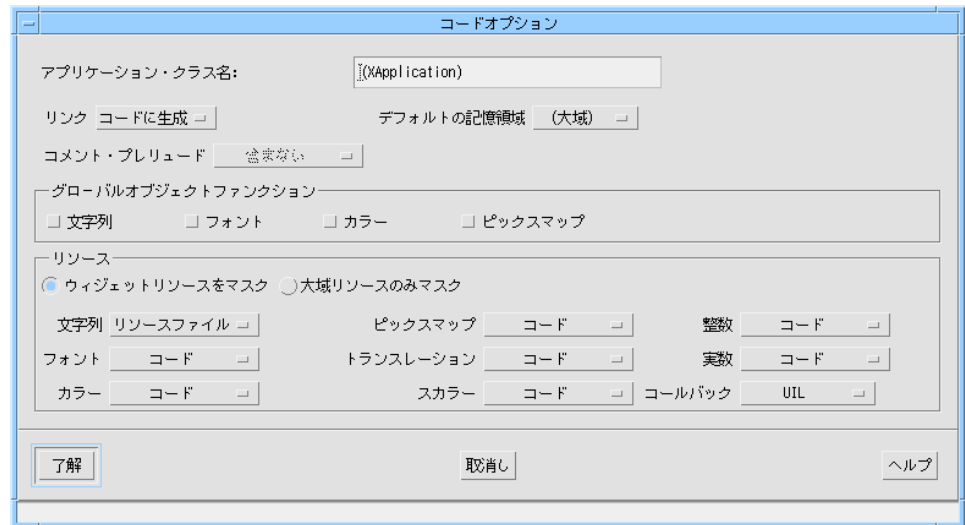 コードオプション
アプリケーション・クラス名: (XApplication)
リンク コードに生成 デフォルトの記憶領域 (大域)
コメント・プレリュード 含まない
グローバルオブジェクトファンクション
文字列 フォント カラー ピックスマップ
リソース
ウィジェットリソースをマスク 大域リソースのみマスク
文字列 リソースファイル ピックスマップ コード 整数 コード
フォント コード トランスレーション コード 実数 コード
カラー コード スカラー コード コールバック UIL
了解 取消し ヘルプ